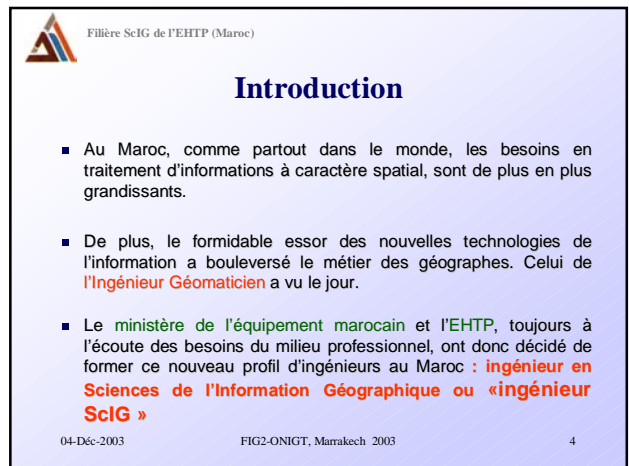 Filière ScIG de l'EHTP (Maroc)
Introduction
Au Maroc, comme partout dans le monde, les besoins en
traitement d'informations à caractère spatial, sont de plus en plus
grandissants.
De plus, le formidable essor des nouvelles technologies de
l'information a bouleversé le métier des géographes. Celui de
l'Ingénieur Géomaticien a vu le jour.
Le ministère de l'équipement marocain et l'EHTP, toujours à
l'écoute des besoins du milieu professionnel, ont donc décidé de
former ce nouveau profil d'ingénieurs au Maroc : ingénieur en
Sciences de l'Information Géographique ou «ingénieur
ScIG »
04-Déc-2003 FIG2-ONIGT, Marrakech 2003 4